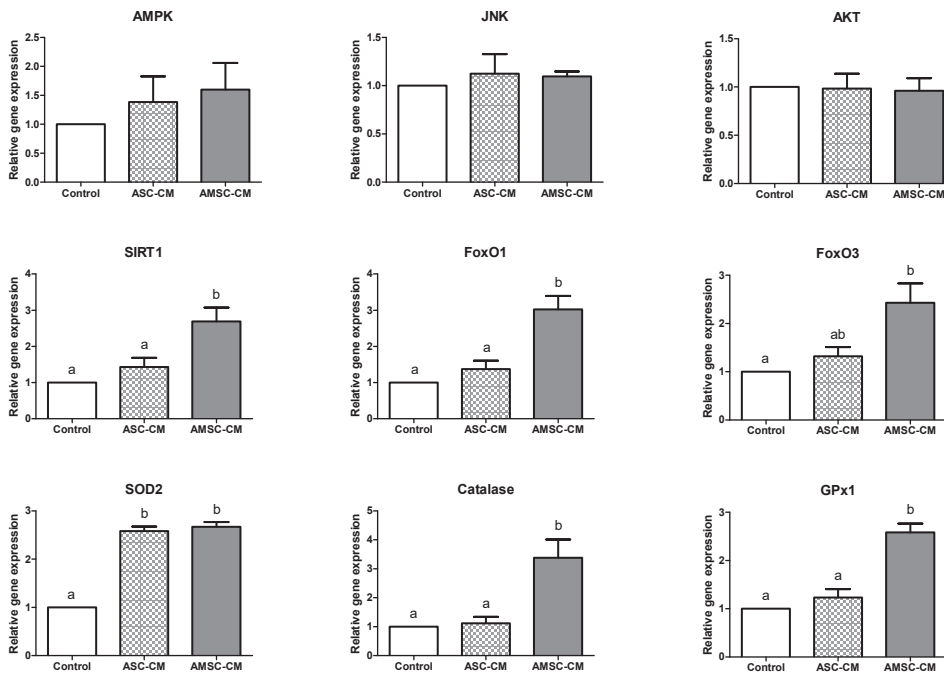 AMPK
Relative gene expression
2.5
2.0
1.5
1.0
0.5
0.0
Control ASC-CM AMSC-CM
JNK
Relative gene expression
1.5
1.0
0.5
0.0
Control ASC-CM AMSC-CM
AKT
Relative gene expression
1.5
1.0
0.5
0.0
Control ASC-CM AMSC-CM
SIRT1
Relative gene expression
4
3
2
1
0
a a b
Control ASC-CM AMSC-CM
FoxO1
Relative gene expression
4
3
2
1
0
a a b
Control ASC-CM AMSC-CM
FoxO3
Relative gene expression
3
2
1
0
a ab b
Control ASC-CM AMSC-CM
SOD2
Relative gene expression
3
2
1
0
a b b
Control ASC-CM AMSC-CM
Catalase
Relative gene expression
5
4
3
2
1
0
a a b
Control ASC-CM AMSC-CM
GPx1
Relative gene expression
3
2
1
0
a a b
Control ASC-CM AMSC-CM